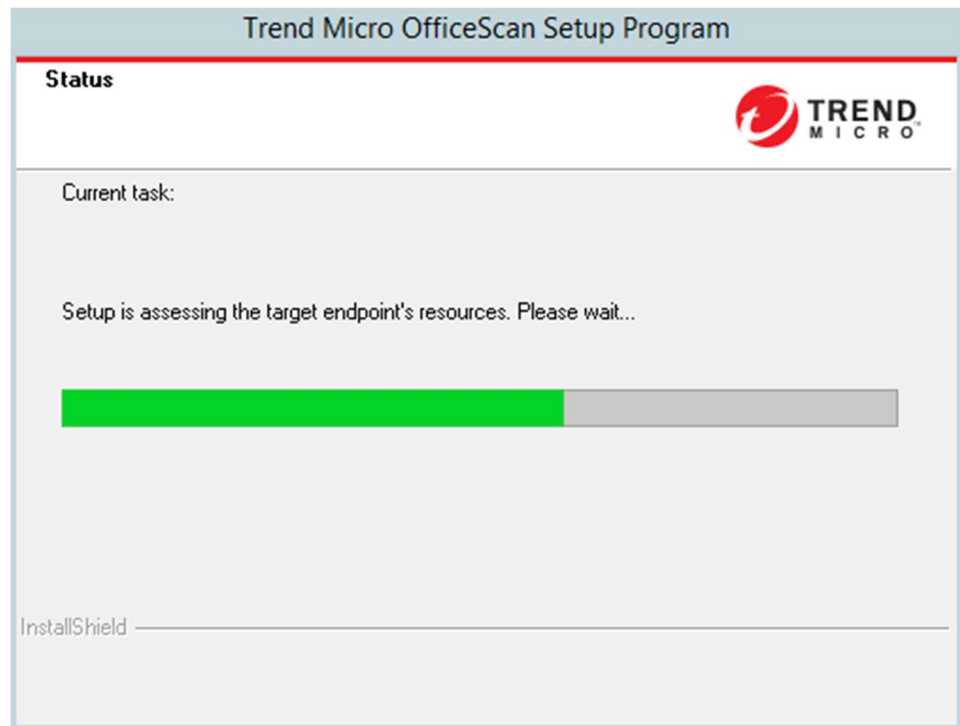 Trend Micro OfficeScan Setup Program
Status
TREND
MICRO™
Current task:
Setup is assessing the target endpoint's resources. Please wait...
InstallShield